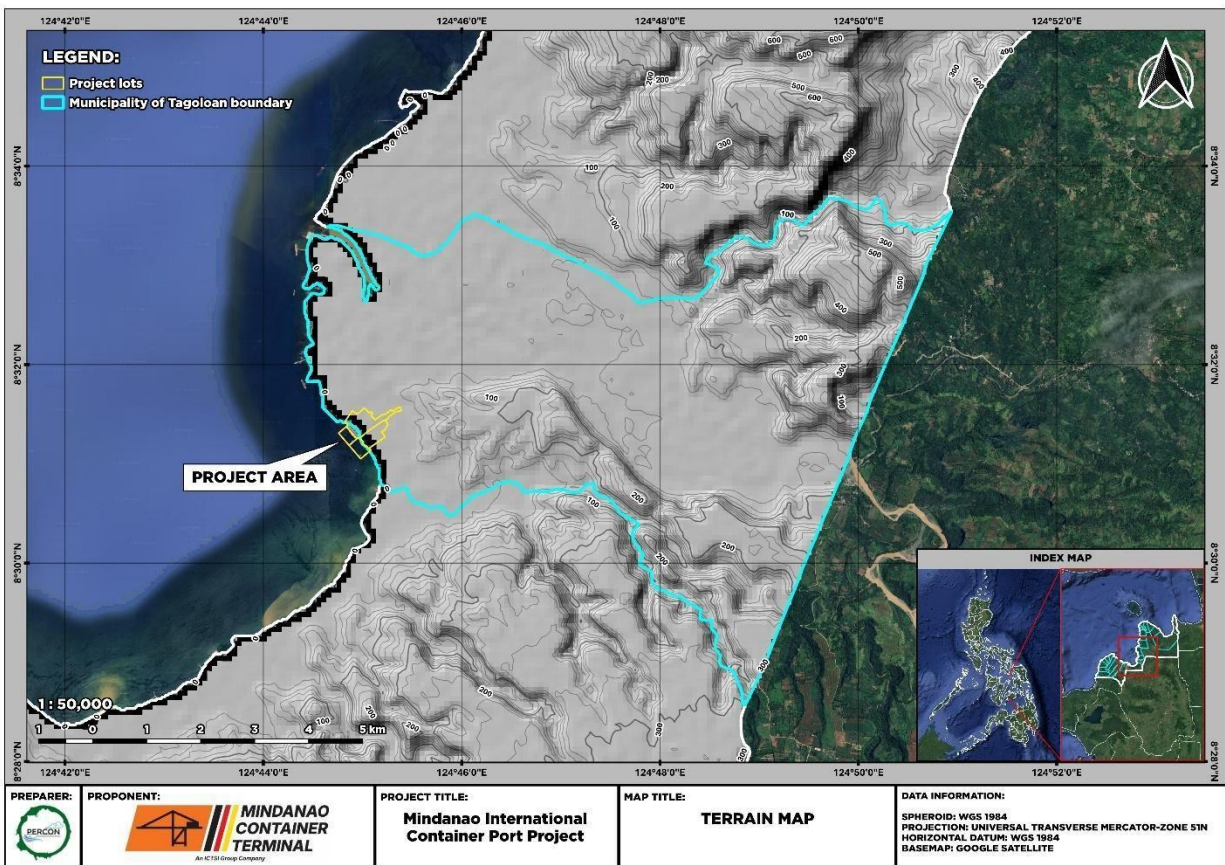 124°42'0"E 124°44'0"E 124°46'0"E 124°48'0"E 124°50'0"E 124°52'0"E
LEGEND:
Project lots
Municipality of Tagoloan boundary
8°34'0"N 8°34'0"N
8°32'0"N 8°32'0"N
PROJECT AREA
8°30'0"N 8°30'0"N
INDEX MAP
1 : 50,000
1 0 1 2 3 4 5 km
8°28'0"N 8°28'0"N
124°42'0"E 124°44'0"E 124°46'0"E 124°48'0"E 124°50'0"E 124°52'0"E
PREPARER:
PERCON
PROPONENT:
MINDANAO
CONTAINER
TERMINAL
An ICTSI Group Company
PROJECT TITLE:
Mindanao International
Container Port Project
MAP TITLE:
TERRAIN MAP
DATA INFORMATION:
SPHEROID: WGS 1984
PROJECTION: UNIVERSAL TRANSVERSE MERCATOR-ZONE 51N
HORIZONTAL DATUM: WGS 1984
BASEMAP: GOOGLE SATELLITE